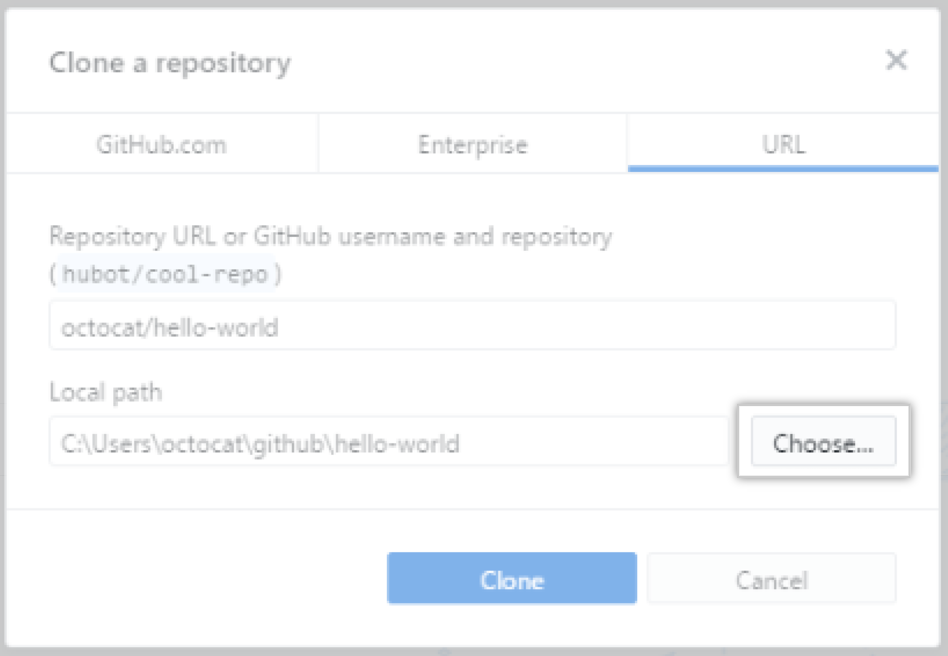 Clone a repository
GitHub.com
Enterprise
URL
Repository URL or GitHub username and repository
(hubot/cool-repo)
octocat/hello-world
Local path
C:\Users\octocat\github\hello-world
Choose...
Clone
Cancel